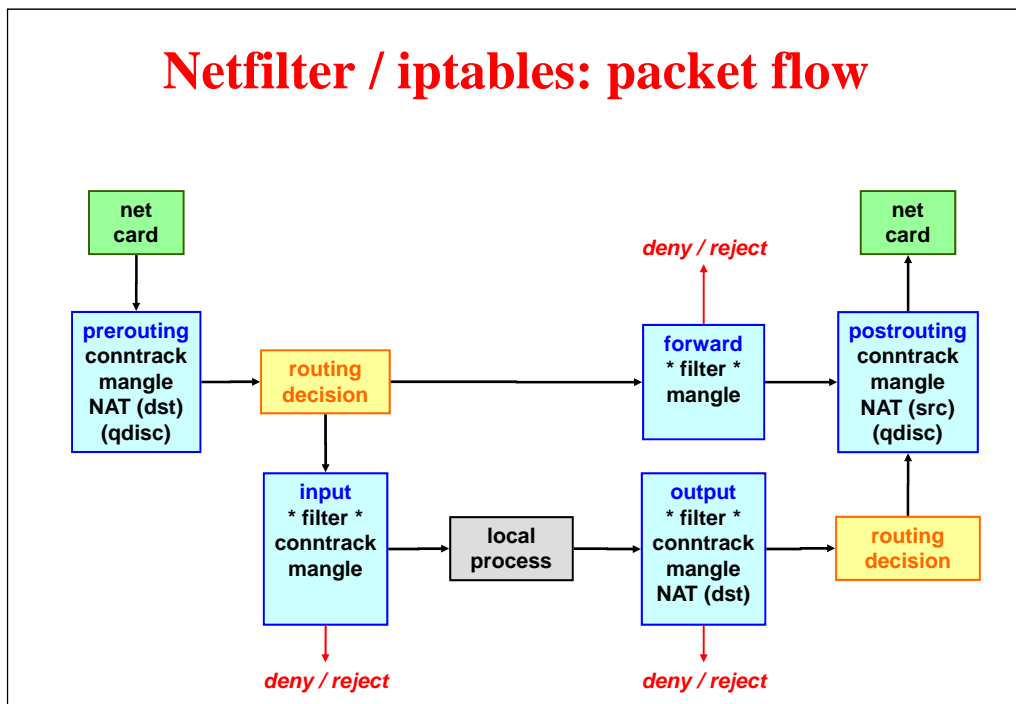 Netfilter / iptables: packet flow
net
card
prerouting
conntrack
mangle
NAT (dst)
(qdisc)
routing
decision
input
* filter *
conntrack
mangle
deny / reject
local
process
deny / reject
forward
* filter *
mangle
output
* filter *
conntrack
mangle
NAT (dst)
deny / reject
net
card
postrouting
conntrack
mangle
NAT (src)
(qdisc)
routing
decision